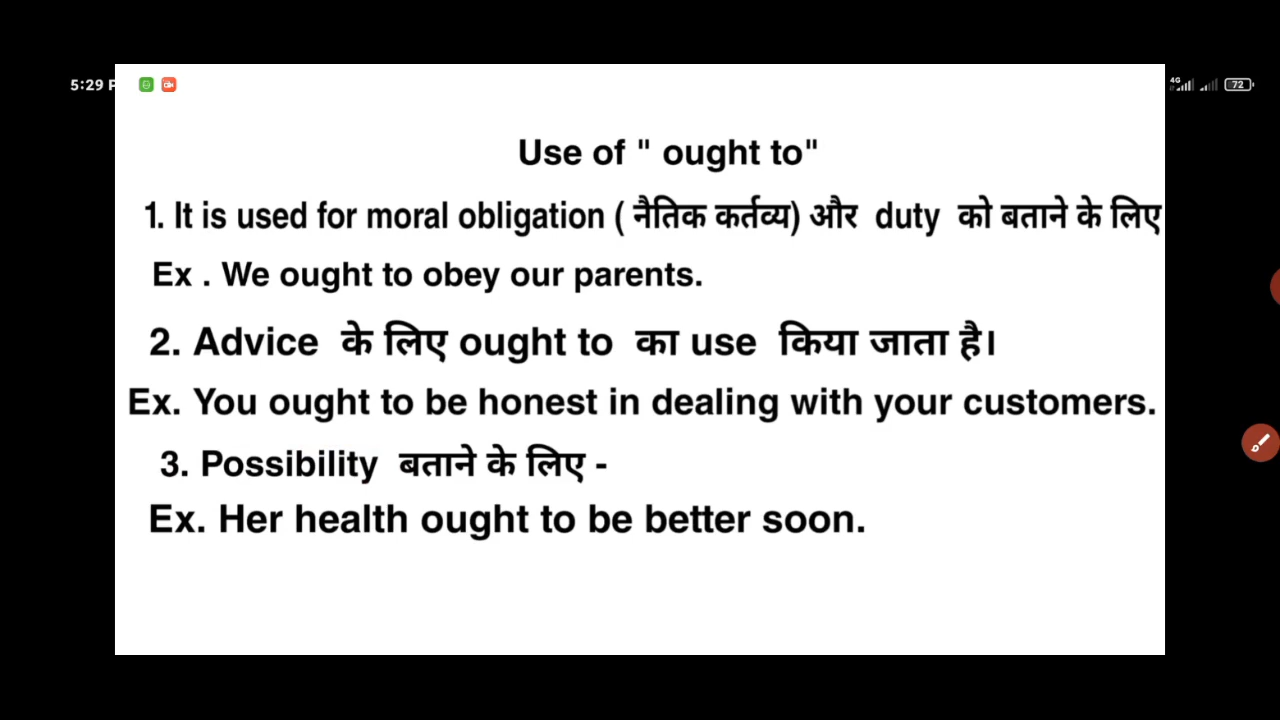 5:29 P
4G
72
Use of " ought to"
1. It is used for moral obligation ( नैतिक कर्तव्य) और duty को बताने के लिए
Ex . We ought to obey our parents.
2. Advice के लिए ought to का use किया जाता है।
Ex. You ought to be honest in dealing with your customers.
3. Possibility बताने के लिए -
Ex. Her health ought to be better soon.